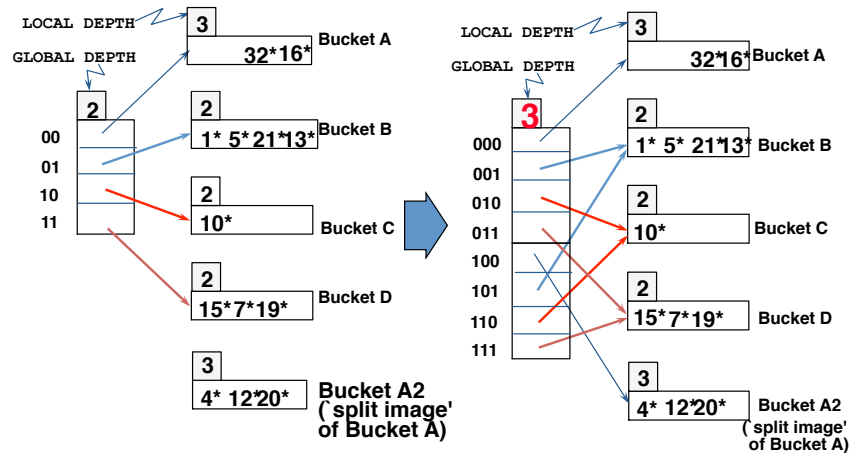 LOCAL DEPTH
3
32*16*
Bucket A
GLOBAL DEPTH
2
00
01
10
11
2
1* 5* 21*13*
Bucket B
2
10*
Bucket C
2
15*7*19*
Bucket D
3
4* 12*20*
Bucket A2
(`split image'
of Bucket A)
LOCAL DEPTH
3
32*16*
Bucket A
GLOBAL DEPTH
3
000
001
010
011
100
101
110
111
2
1* 5* 21*13*
Bucket B
2
10*
Bucket C
2
15*7*19*
Bucket D
3
4* 12*20*
Bucket A2
(`split image'
of Bucket A)